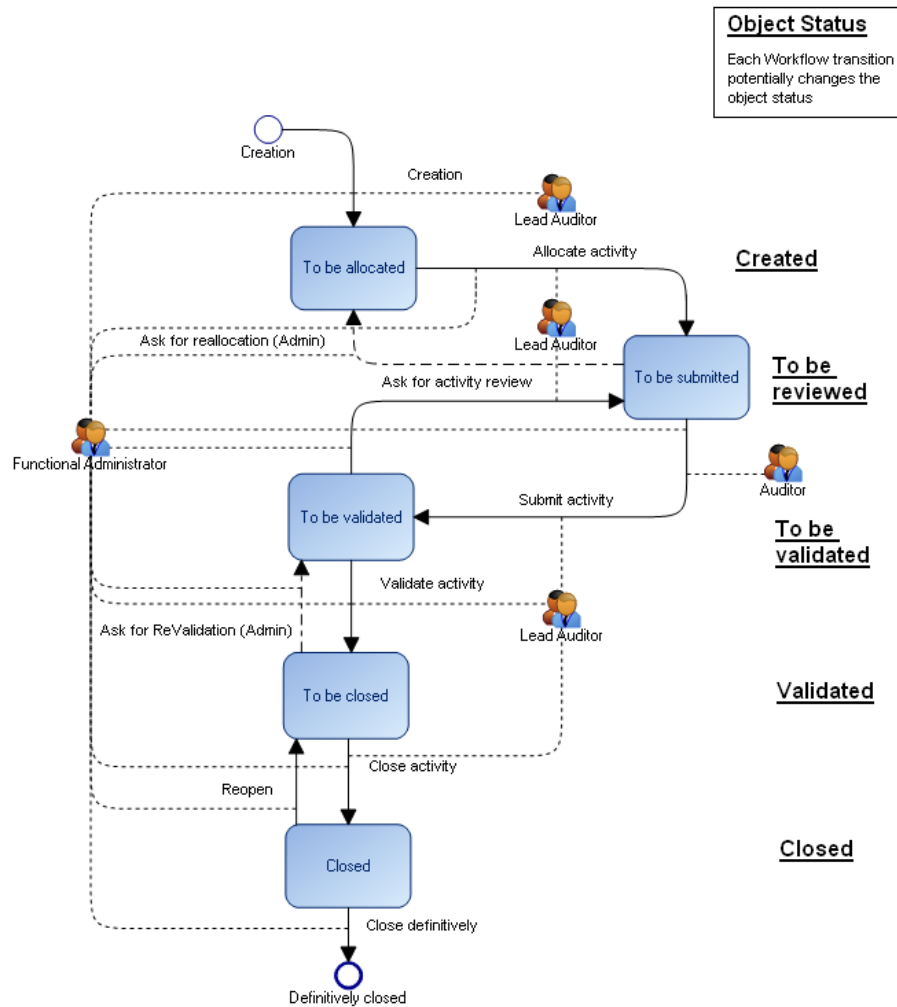 Object Status
Each Workflow transition
potentially changes the
object status
Creation
Creation
Lead Auditor
To be allocated
Allocate activity
Created
Lead Auditor
Ask for reallocation (Admin)
To be submitted
To be
reviewed
Ask for activity review
Functional Administrator
Auditor
Submit activity
To be validated
To be
validated
Validate activity
Ask for ReValidation (Admin)
Lead Auditor
To be closed
Validated
Close activity
Reopen
Closed
Closed
Close definitively
Definitively closed